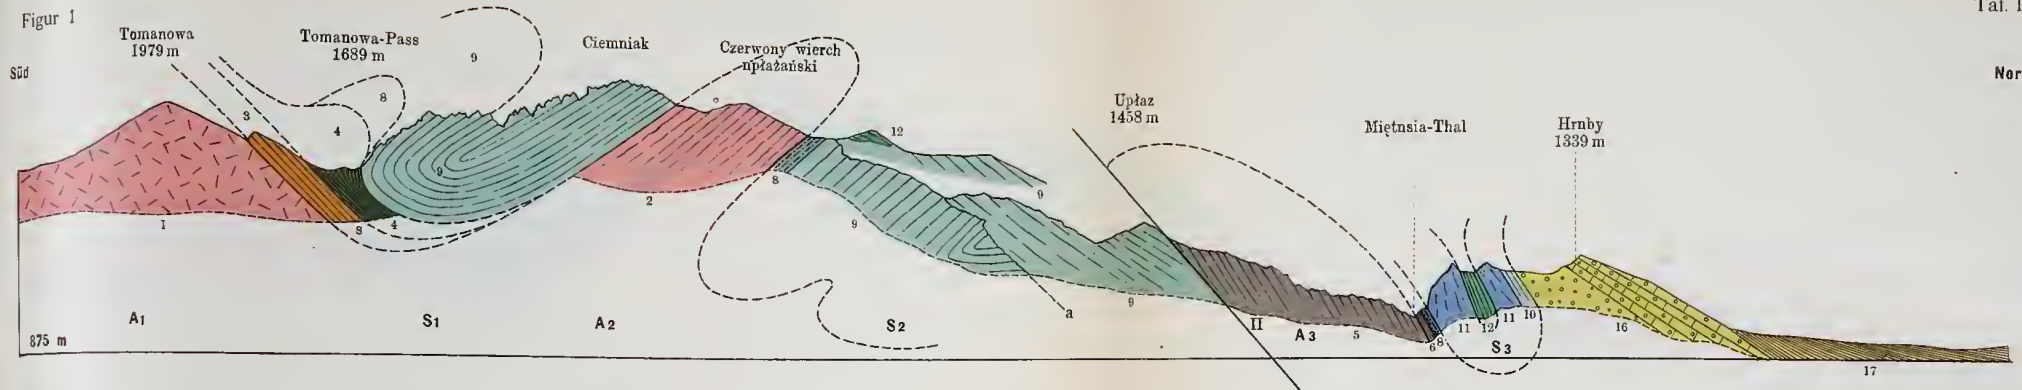 Figur 1
Taf. I
Süd
Nor
Tomanowa
1979 m
Tomanowa-Pass
1689 m
Ciemniak
Czerwony wierch
npłażański
Upłaz
1458 m
Miętnsia-Thal
Hrnby
1339 m
9
8
4
3
12
9
9
8
4
1
2
8
9
9
a
II
5
6
8
11
12
11
10
16
17
A1
S1
A2
S2
A3
S3
875 m